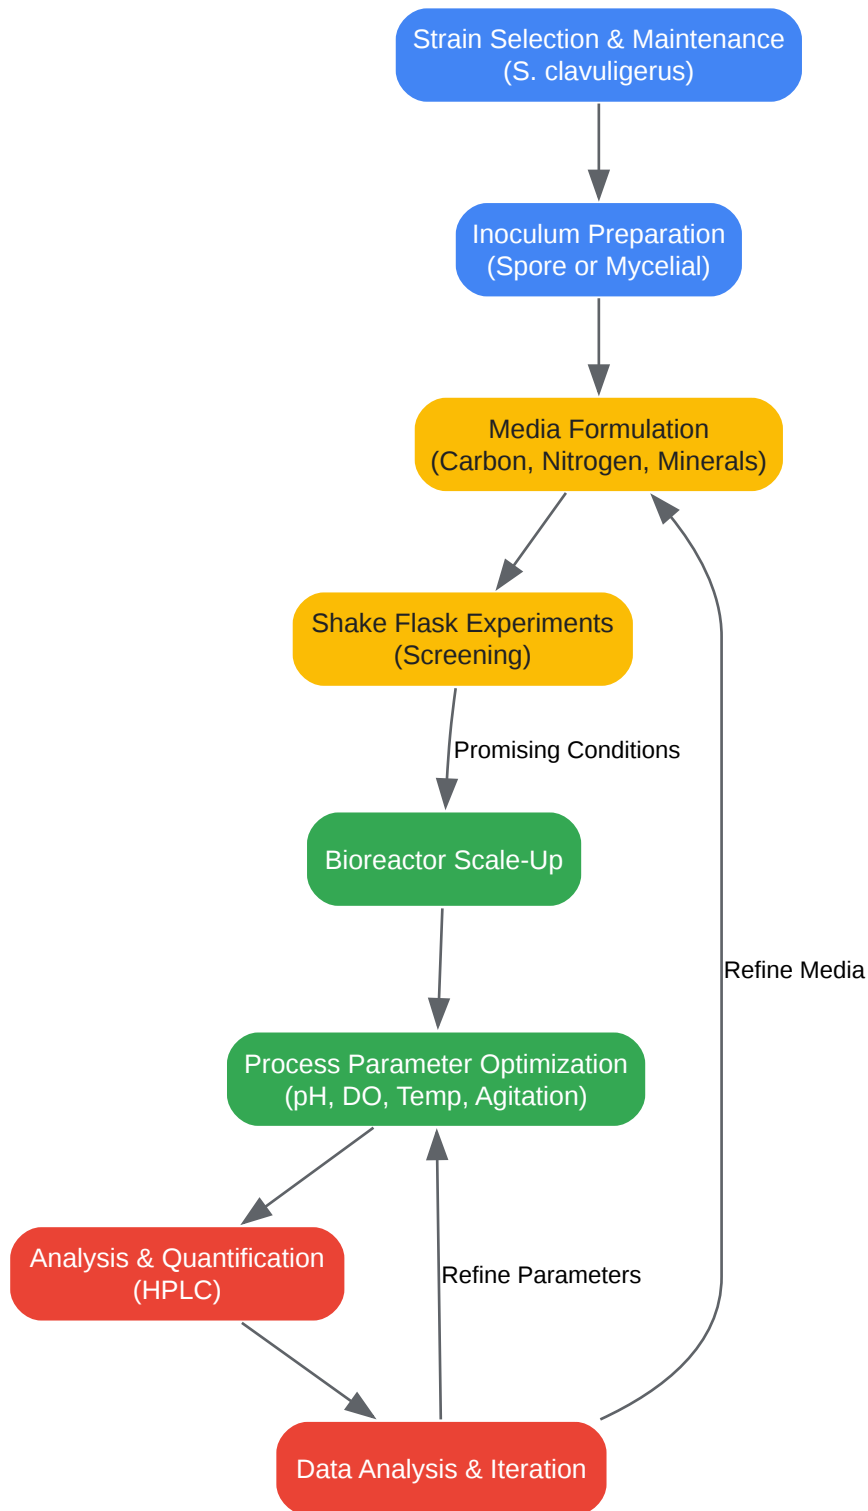 Strain Selection & Maintenance
(S. clavuligerus)
Inoculum Preparation
(Spore or Mycelial)
Media Formulation
(Carbon, Nitrogen, Minerals)
Shake Flask Experiments
(Screening)
Promising Conditions
Bioreactor Scale-Up
Refine Media
Process Parameter Optimization
(pH, DO, Temp, Agitation)
Analysis & Quantification
(HPLC)
Refine Parameters
Data Analysis & Iteration